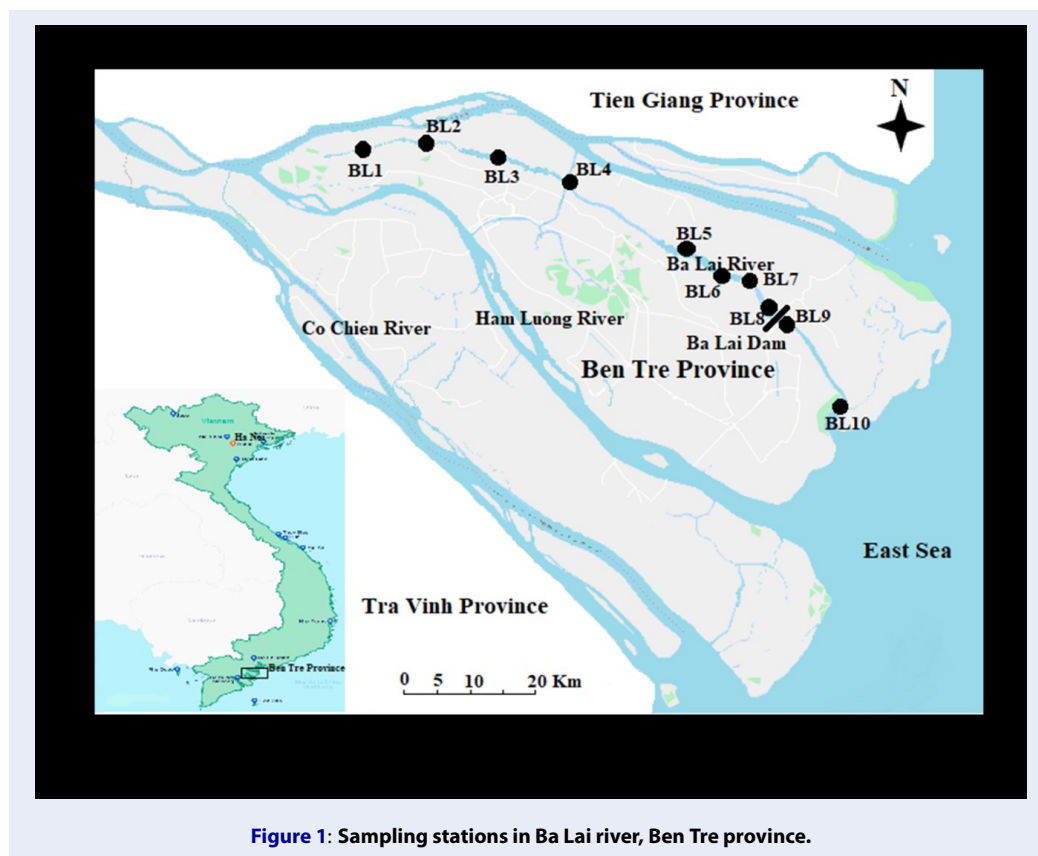 N
Tien Giang Province
BL2
BL1
BL3
BL4
BL5
Ba Lai River
BL7
BL6
BL8
BL9
Ham Luong River
Co Chien River
Ba Lai Dam
Ben Tre Province
BL10
Vietnam
Ha Noi
East Sea
Tra Vinh Province
Ben Tre Province
0 5 10 20 Km
Figure 1: Sampling stations in Ba Lai river, Ben Tre province.